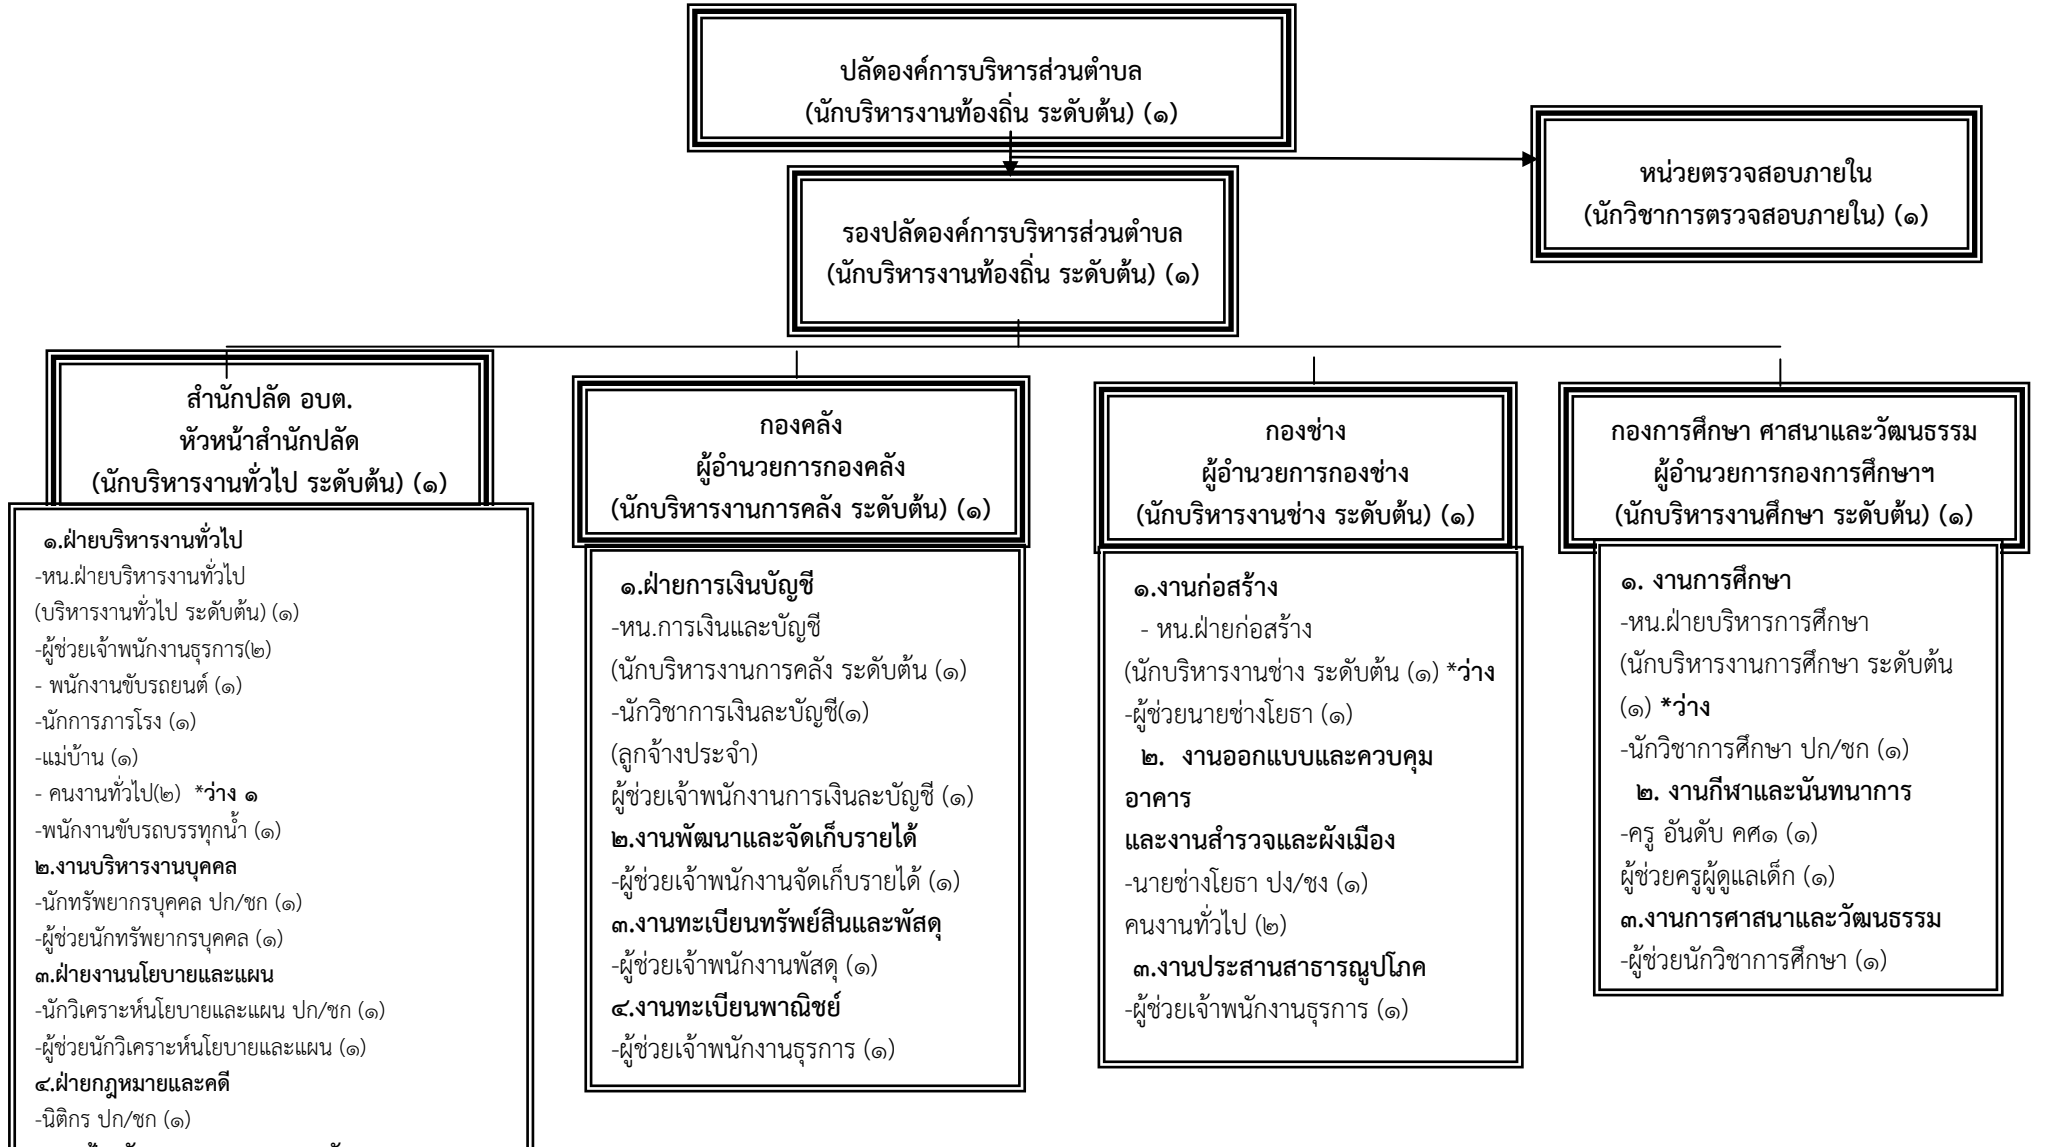 ปลัดองค์การบริหารส่วนตำบล
(นักบริหารงานท้องถิ่น ระดับต้น) (๑)
หน่วยตรวจสอบภายใน
(นักวิชาการตรวจสอบภายใน) (๑)
รองปลัดองค์การบริหารส่วนตำบล
(นักบริหารงานท้องถิ่น ระดับต้น) (๑)
สำนักปลัด อบต.
หัวหน้าสำนักปลัด
(นักบริหารงานทั่วไป ระดับต้น) (๑)
๑.ฝ่ายบริหารงานทั่วไป
-หน.ฝ่ายบริหารงานทั่วไป
(บริหารงานทั่วไป ระดับต้น) (๑)
-ผู้ช่วยเจ้าพนักงานธุรการ(๒)
- พนักงานขับรถยนต์ (๑)
-นักการภารโรง (๑)
-แม่บ้าน (๑)
- คนงานทั่วไป(๒) *ว่าง ๑
-พนักงานขับรถบรรทุกน้ำ (๑)
๒.งานบริหารงานบุคคล
-นักทรัพยากรบุคคล ปก/ชก (๑)
-ผู้ช่วยนักทรัพยากรบุคคล (๑)
๓.ฝ่ายงานนโยบายและแผน
-นักวิเคราะห์นโยบายและแผน ปก/ชก (๑)
-ผู้ช่วยนักวิเคราะห์นโยบายและแผน (๑)
๔.ฝ่ายกฎหมายและคดี
-นิติกร ปก/ชก (๑)
กองคลัง
ผู้อำนวยการกองคลัง
(นักบริหารงานการคลัง ระดับต้น) (๑)
๑.ฝ่ายการเงินบัญชี
-หน.การเงินและบัญชี
(นักบริหารงานการคลัง ระดับต้น (๑)
-นักวิชาการเงินละบัญชี(๑)
(ลูกจ้างประจำ)
ผู้ช่วยเจ้าพนักงานการเงินละบัญชี (๑)
๒.งานพัฒนาและจัดเก็บรายได้
-ผู้ช่วยเจ้าพนักงานจัดเก็บรายได้ (๑)
๓.งานทะเบียนทรัพย์สินและพัสดุ
-ผู้ช่วยเจ้าพนักงานพัสดุ (๑)
๔.งานทะเบียนพาณิชย์
-ผู้ช่วยเจ้าพนักงานธุรการ (๑)
กองช่าง
ผู้อำนวยการกองช่าง
(นักบริหารงานช่าง ระดับต้น) (๑)
๑.งานก่อสร้าง
- หน.ฝ่ายก่อสร้าง
(นักบริหารงานช่าง ระดับต้น (๑) *ว่าง
-ผู้ช่วยนายช่างโยธา (๑)
๒. งานออกแบบและควบคุม
อาคาร
และงานสำรวจและผังเมือง
-นายช่างโยธา ปง/ชง (๑)
คนงานทั่วไป (๒)
๓.งานประสานสาธารณูปโภค
-ผู้ช่วยเจ้าพนักงานธุรการ (๑)
กองการศึกษา ศาสนาและวัฒนธรรม
ผู้อำนวยการกองการศึกษาฯ
(นักบริหารงานศึกษา ระดับต้น) (๑)
๑. งานการศึกษา
-หน.ฝ่ายบริหารการศึกษา
(นักบริหารงานการศึกษา ระดับต้น
(๑) *ว่าง
-นักวิชาการศึกษา ปก/ชก (๑)
๒. งานกีฬาและนันทนาการ
-ครู อันดับ คศ๑ (๑)
ผู้ช่วยครูผู้ดูแลเด็ก (๑)
๓.งานการศาสนาและวัฒนธรรม
-ผู้ช่วยนักวิชาการศึกษา (๑)